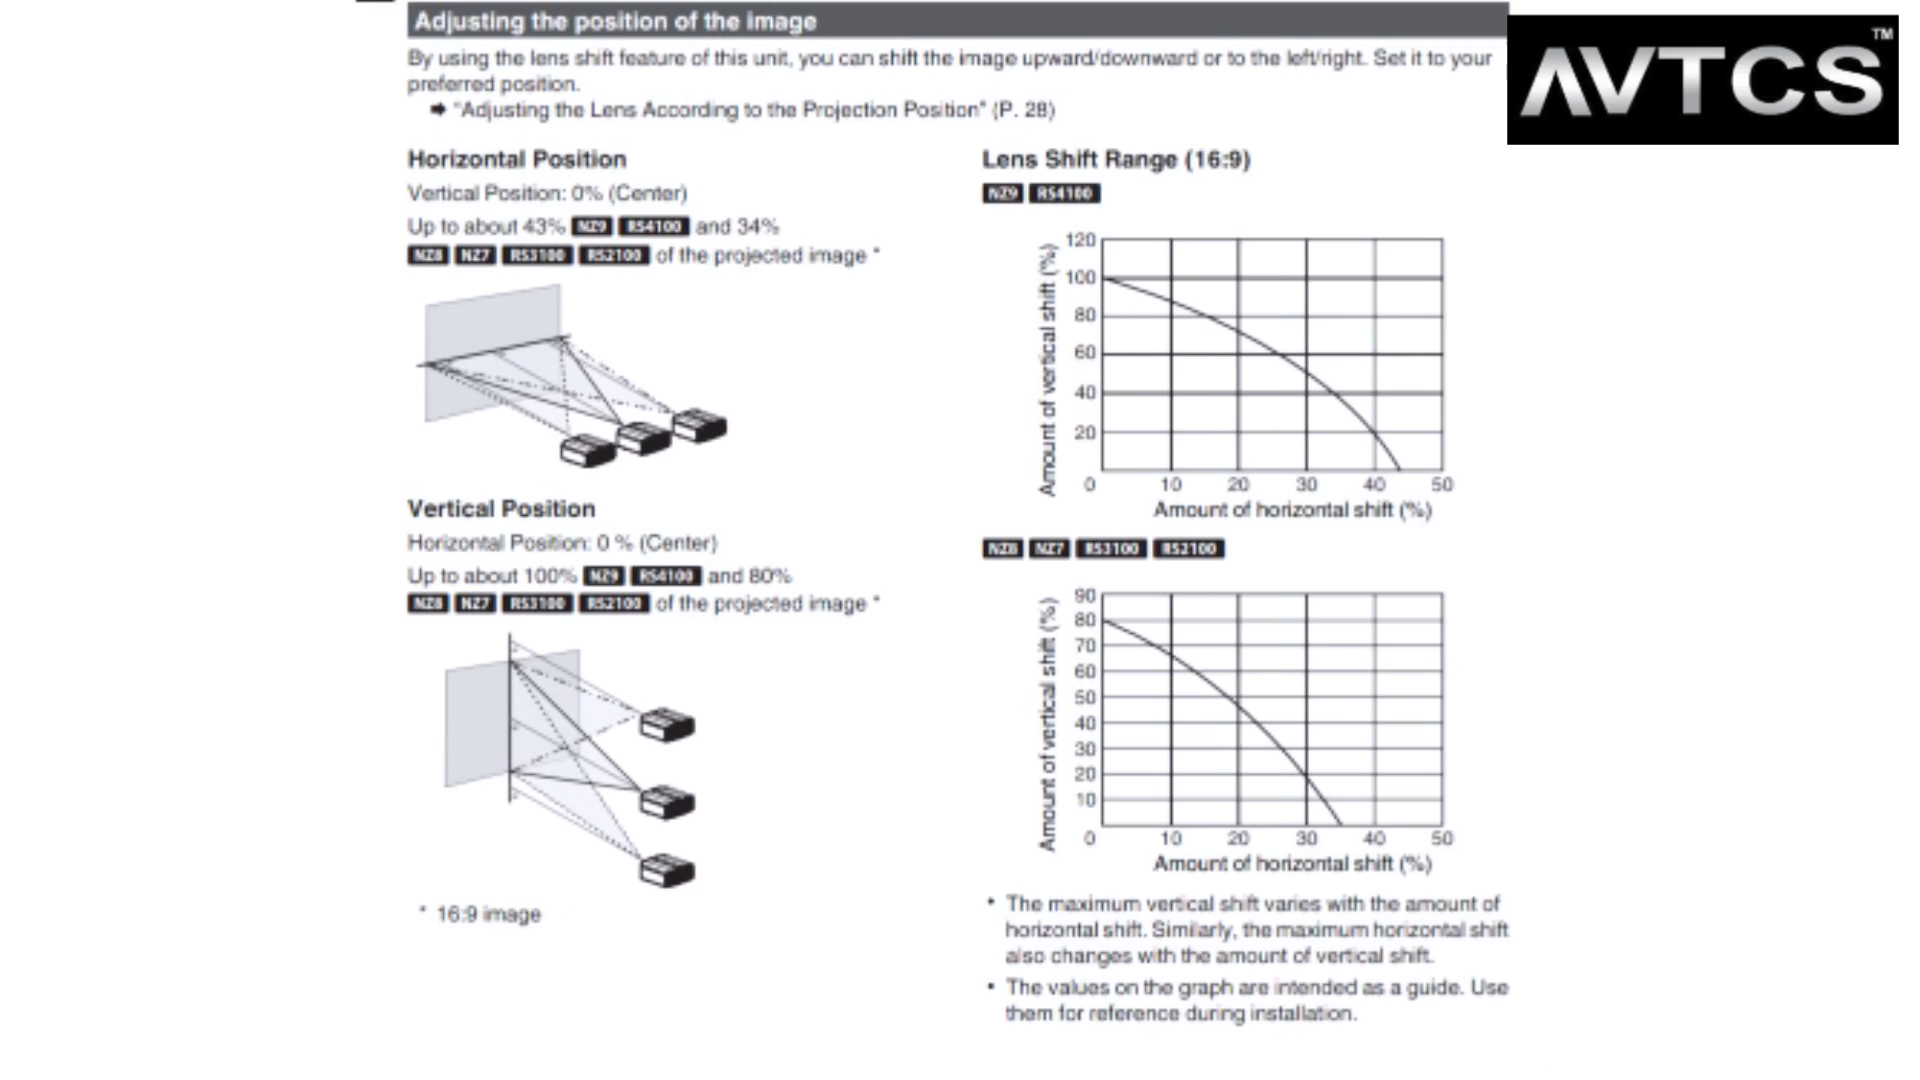 Adjusting the position of the image
AVTCS™
By using the lens shift feature of this unit, you can shift the image upward/downward or to the left/right. Set it to your
preferred position.
➡ "Adjusting the Lens According to the Projection Position" (P. 28)
Horizontal Position
Vertical Position: 0% (Center)
Up to about 43% NZ9 RS4100 and 34%
NZ8 NZ7 RS3100 RS2100 of the projected image *
Vertical Position
Horizontal Position: 0 % (Center)
Up to about 100% NZ9 RS4100 and 80%
NZ8 NZ7 RS3100 RS2100 of the projected image *
* 16:9 image
Lens Shift Range (16:9)
NZ9 RS4100
Amount of vertical shift (%)
120
100
80
60
40
20
0 10 20 30 40 50
Amount of horizontal shift (%)
NZ8 NZ7 RS3100 RS2100
Amount of vertical shift (%)
90
80
70
60
50
40
30
20
10
0 10 20 30 40 50
Amount of horizontal shift (%)
• The maximum vertical shift varies with the amount of
horizontal shift. Similarly, the maximum horizontal shift
also changes with the amount of vertical shift.
• The values on the graph are intended as a guide. Use
them for reference during installation.